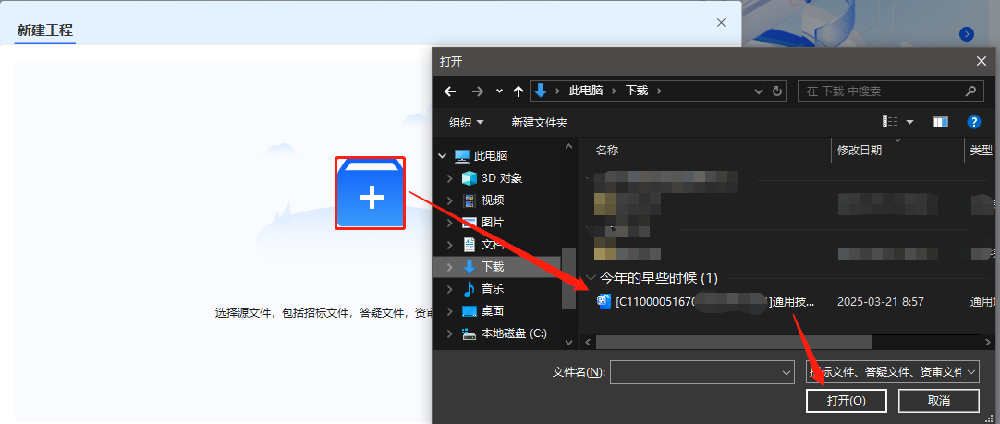 新建工程
选择源文件，包括招标文件，答疑文件，资审
打开
此电脑 下载
在 下载 中搜索
组织 新建文件夹
此电脑
3D 对象
视频
图片
文档
下载
音乐
桌面
本地磁盘 (C:)
名称 修改日期 类型
今年的早些时候 (1)
[C1100005167 ]通用技... 2025-03-21 8:57 通用
文件名(N):
招标文件、答疑文件、资审文件
打开(O) 取消